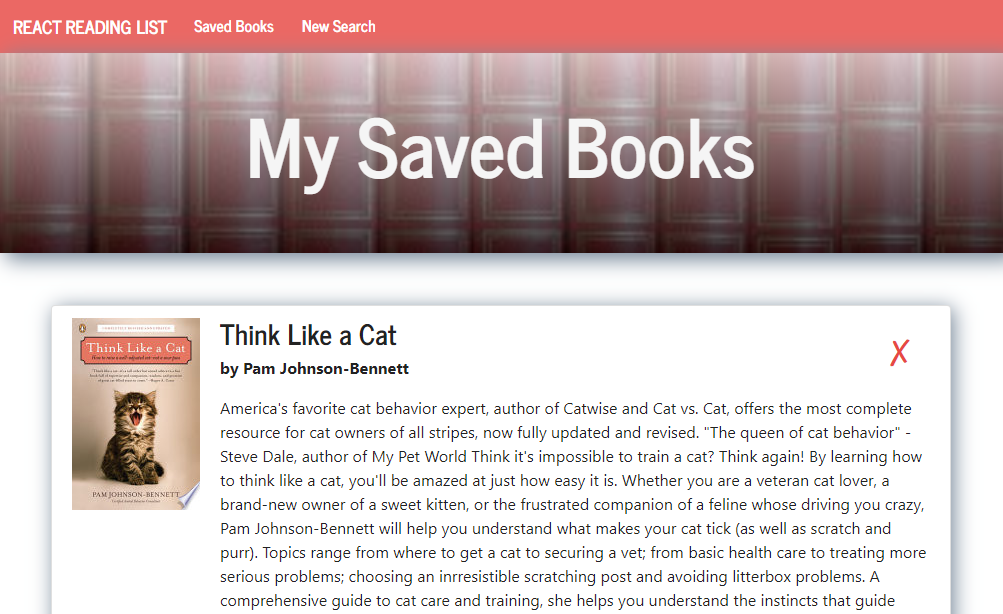 REACT READING LIST Saved Books New Search
My Saved Books
COMPLETELY REVISED AND UPDATED
Think Like a Cat
How to raise a well-adjusted cat—not a sour puss
PAM JOHNSON-BENNETT
Think Like a Cat
by Pam Johnson-Bennett
America's favorite cat behavior expert, author of Catwise and Cat vs. Cat, offers the most complete
resource for cat owners of all stripes, now fully updated and revised. "The queen of cat behavior" -
Steve Dale, author of My Pet World Think it's impossible to train a cat? Think again! By learning how
to think like a cat, you'll be amazed at just how easy it is. Whether you are a veteran cat lover, a
brand-new owner of a sweet kitten, or the frustrated companion of a feline whose driving you crazy,
Pam Johnson-Bennett will help you understand what makes your cat tick (as well as scratch and
purr). Topics range from where to get a cat to securing a vet; from basic health care to treating more
serious problems; choosing an inrresistible scratching post and avoiding litterbox problems. A
comprehensive guide to cat care and training, she helps you understand the instincts that guide